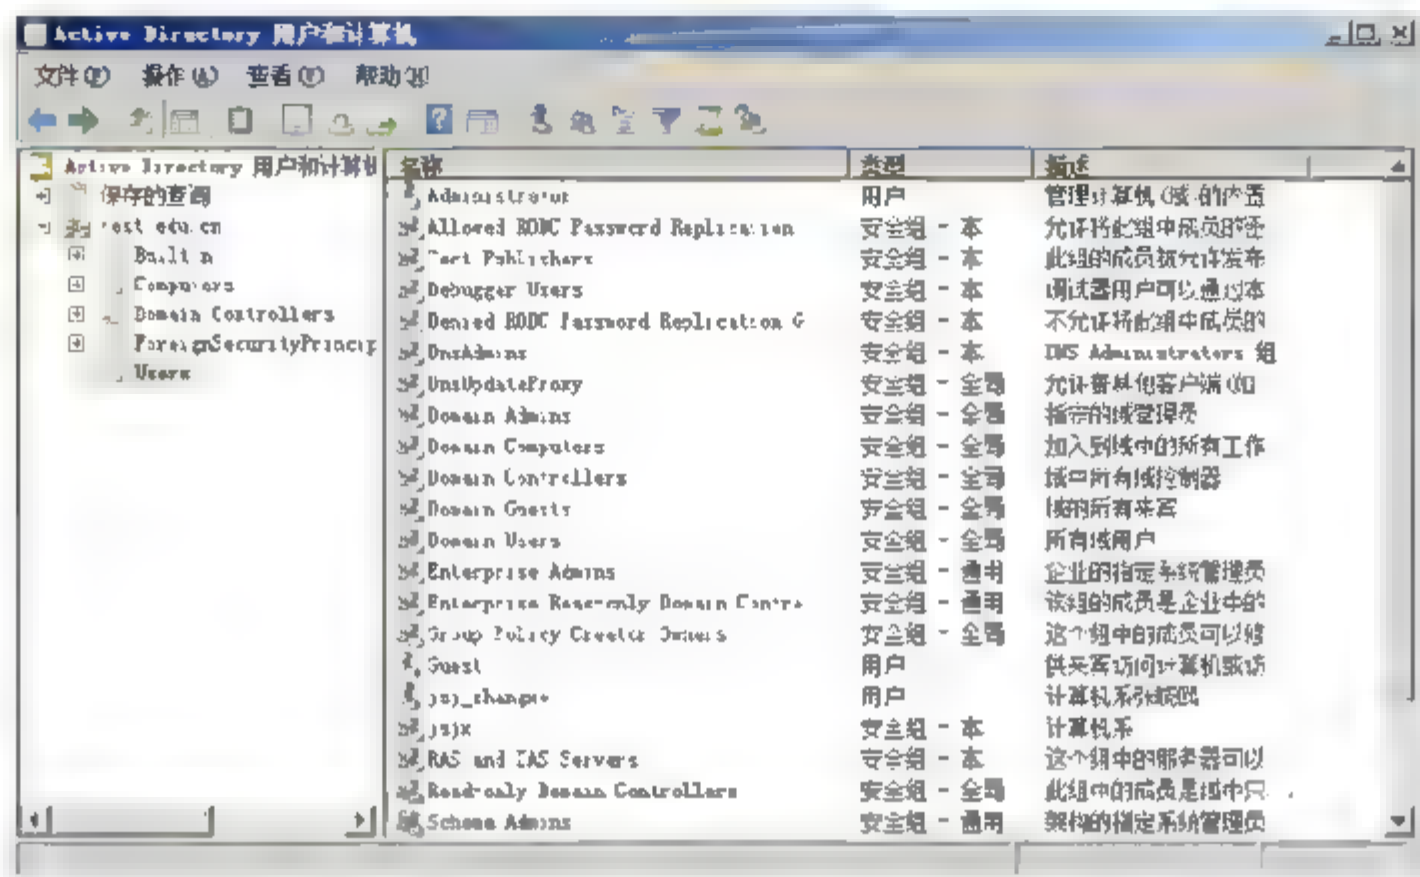 Active Directory 用户和计算机
文件(F) 操作(A) 查看(V) 帮助(H)
Active Directory 用户和计算机
保存的查询
test.edu.cn
Builtin
Computers
Domain Controllers
ForeignSecurityPrincip
Users
名称 类型 描述
Administrator 用户 管理计算机(域)的内置
Allowed RODC Password Replication 安全组 - 本 允许将此组中成员的密
Cert Publishers 安全组 - 本 此组的成员被允许发布
Debugger Users 安全组 - 本 调试器用户可以通过本
Denied RODC Password Replication G 安全组 - 本 不允许将此组中成员的
DnsAdmins 安全组 - 本 DNS Administrators 组
DnsUpdateProxy 安全组 - 全局 允许替其他客户端(如
Domain Admins 安全组 - 全局 指定的域管理员
Domain Computers 安全组 - 全局 加入到域中的所有工作
Domain Controllers 安全组 - 全局 域中所有域控制器
Domain Guests 安全组 - 全局 域的所有来宾
Domain Users 安全组 - 全局 所有域用户
Enterprise Admins 安全组 - 通用 企业的指定系统管理员
Enterprise Read-only Domain Contro 安全组 - 通用 该组的成员是企业中的
Group Policy Creator Owners 安全组 - 全局 这个组中的成员可以修
Guest 用户 供来宾访问计算机或访
用户 计算机系
jsjx 安全组 - 本 计算机系
RAS and IAS Servers 安全组 - 本 这个组中的服务器可以
Read-only Domain Controllers 安全组 - 全局 此组中的成员是域中只
Schema Admins 安全组 - 通用 架构的指定系统管理员